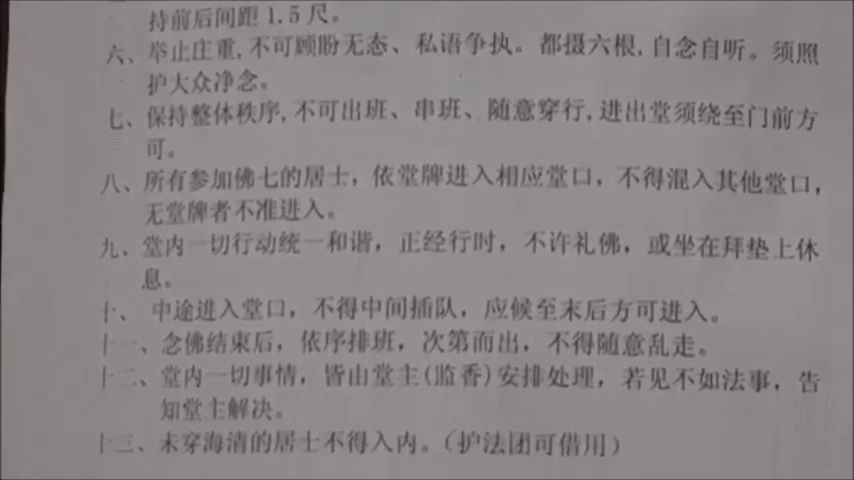 持前后间距 1.5 尺。
六、举止庄重,不可顾盼无态、私语争执。都摄六根,自念自听。须照
护大众净念。
七、保持整体秩序,不可出班、串班、随意穿行,进出堂须绕至门前方
可。
八、所有参加佛七的居士，依堂牌进入相应堂口，不得混入其他堂口，
无堂牌者不准进入。
九、堂内一切行动统一和谐，正经行时，不许礼佛，或坐在拜垫上休
息。
十、 中途进入堂口，不得中间插队，应候至末后方可进入。
十一、念佛结束后，依序排班，次第而出，不得随意乱走。
十二、堂内一切事情，皆由堂主(监香)安排处理，若见不如法事，告
知堂主解决。
十三、未穿海清的居士不得入内。（护法团可借用）